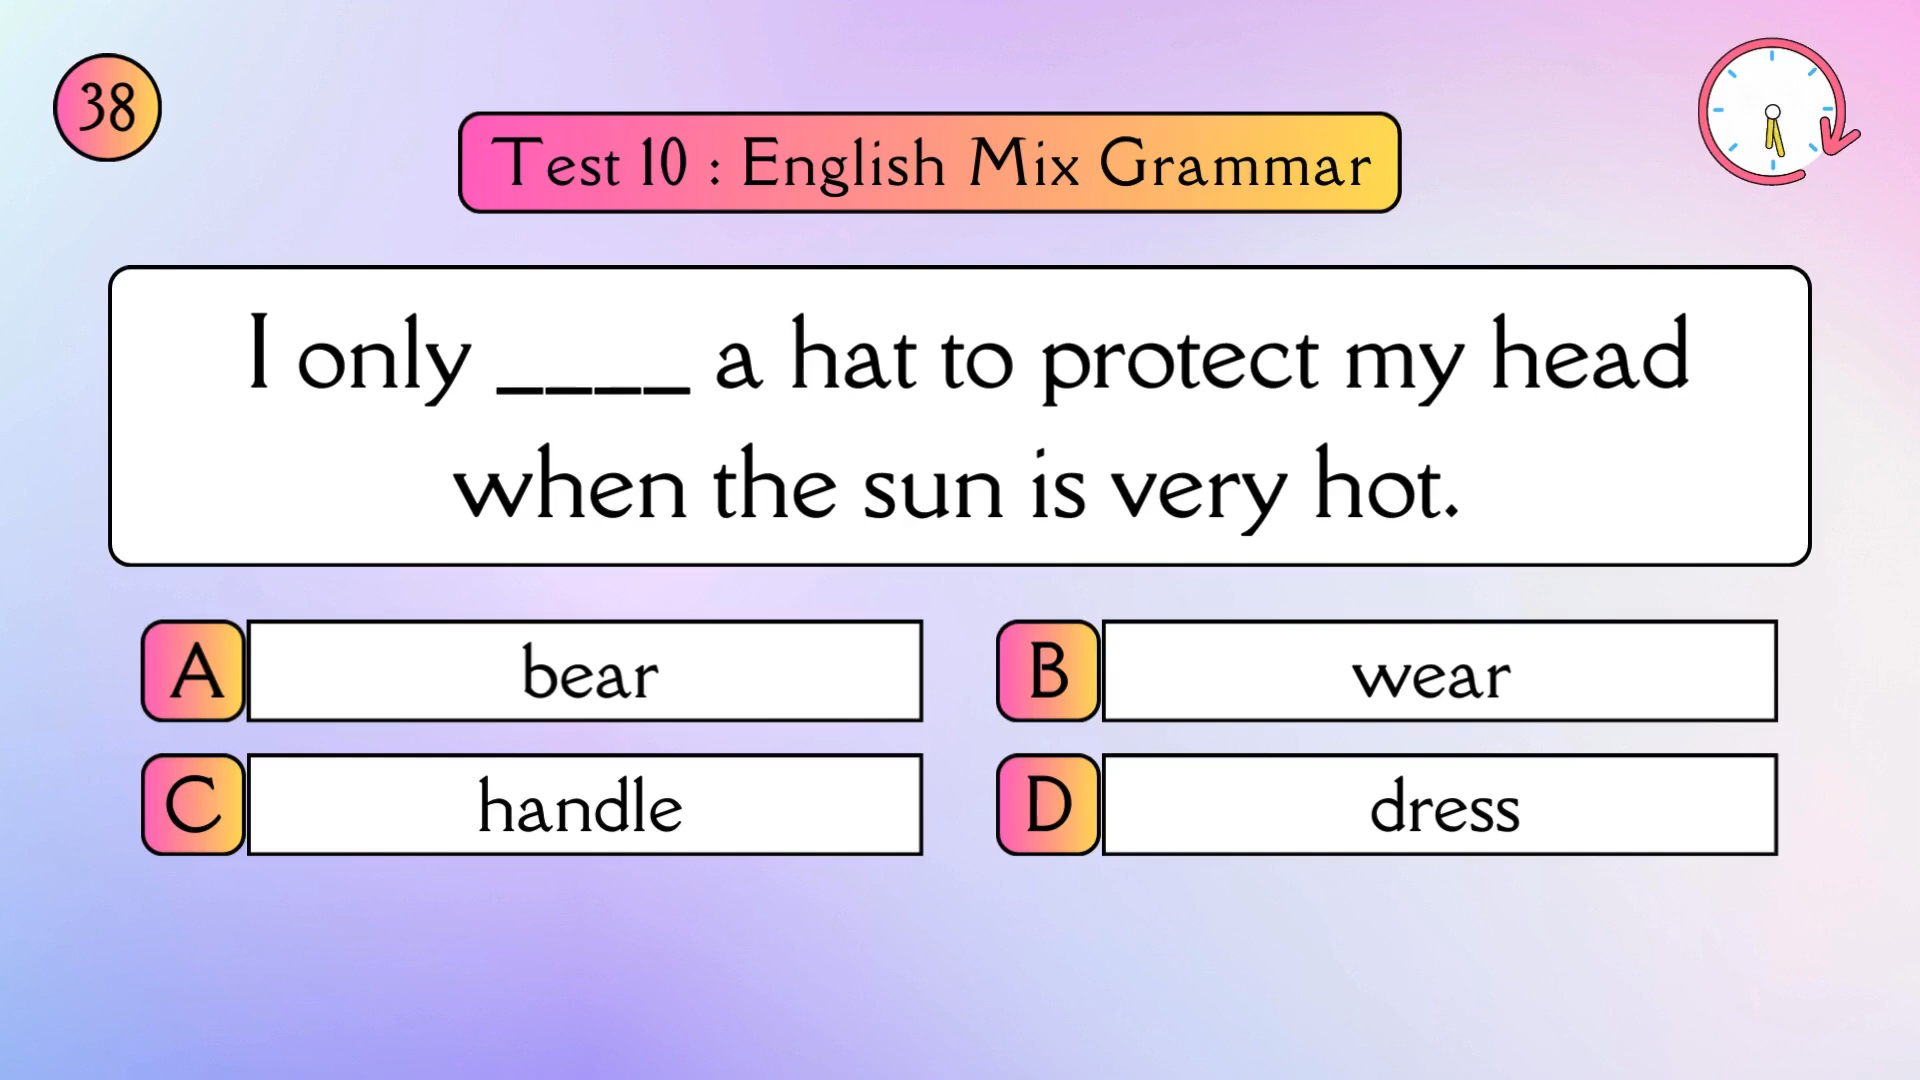 38
Test 10 : English Mix Grammar
I only ____ a hat to protect my head
when the sun is very hot.
A bear
B wear
C handle
D dress